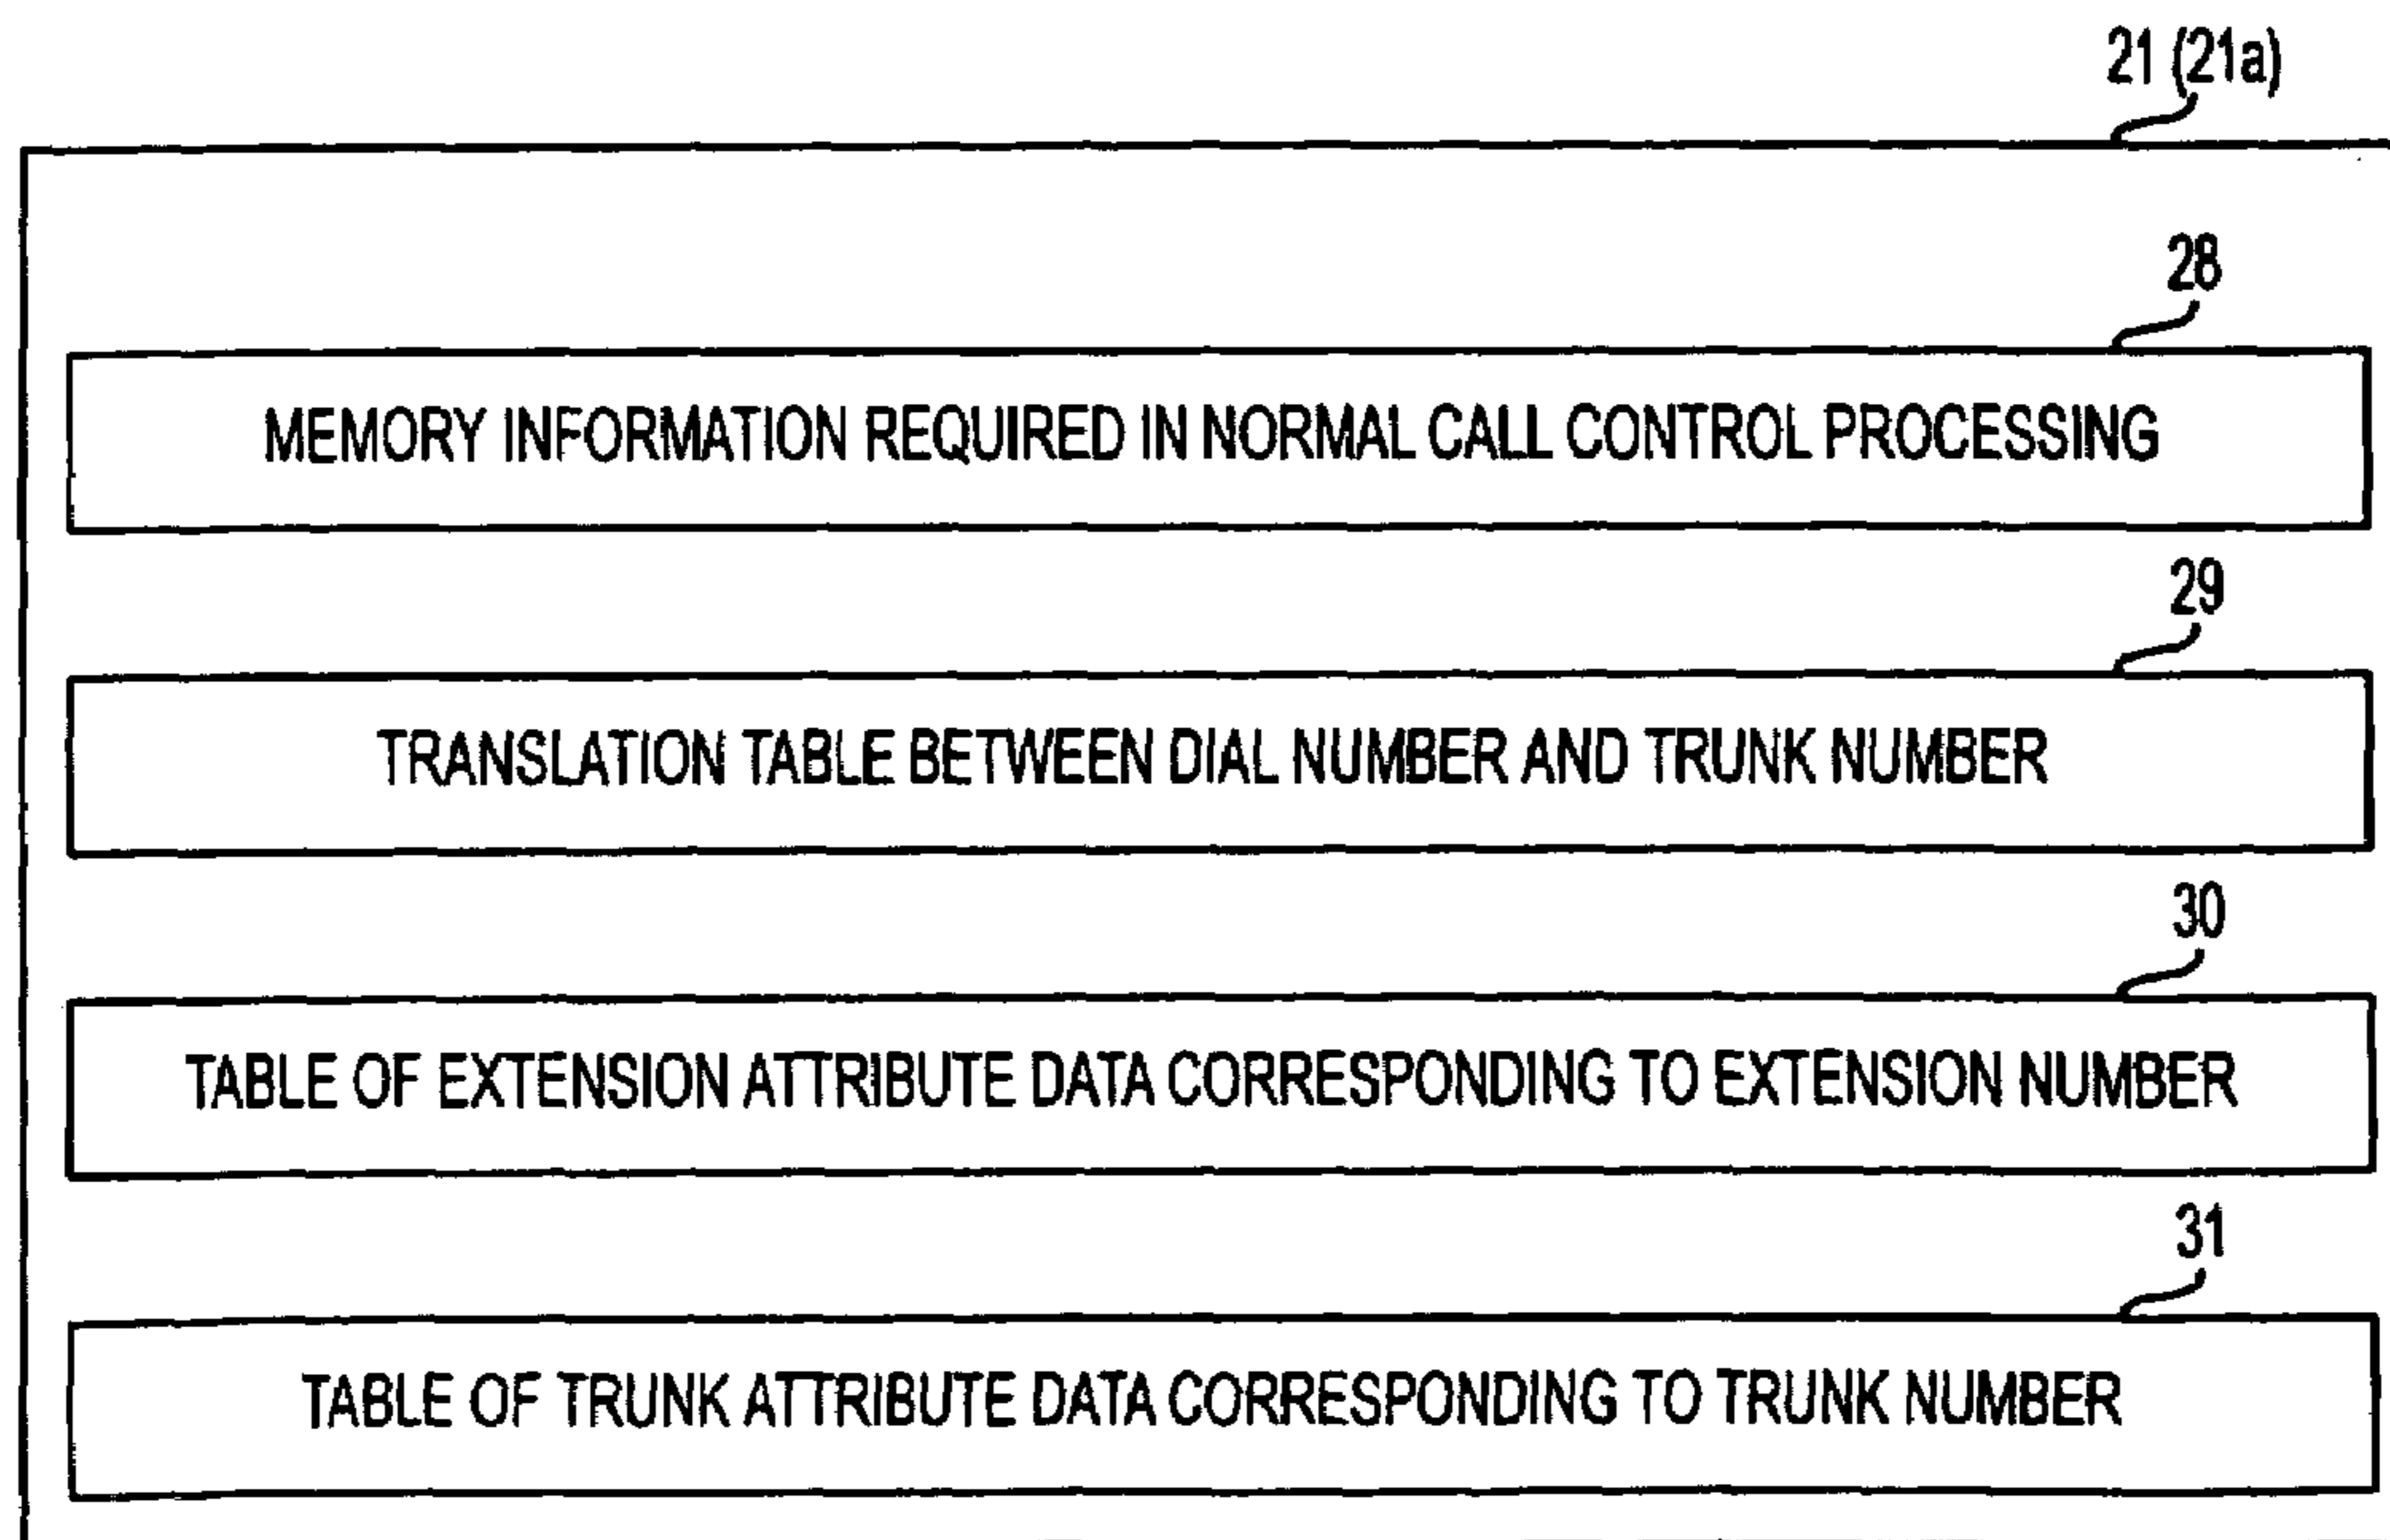 21 (21a)
28
MEMORY INFORMATION REQUIRED IN NORMAL CALL CONTROL PROCESSING
29
TRANSLATION TABLE BETWEEN DIAL NUMBER AND TRUNK NUMBER
30
TABLE OF EXTENSION ATTRIBUTE DATA CORRESPONDING TO EXTENSION NUMBER
31
TABLE OF TRUNK ATTRIBUTE DATA CORRESPONDING TO TRUNK NUMBER